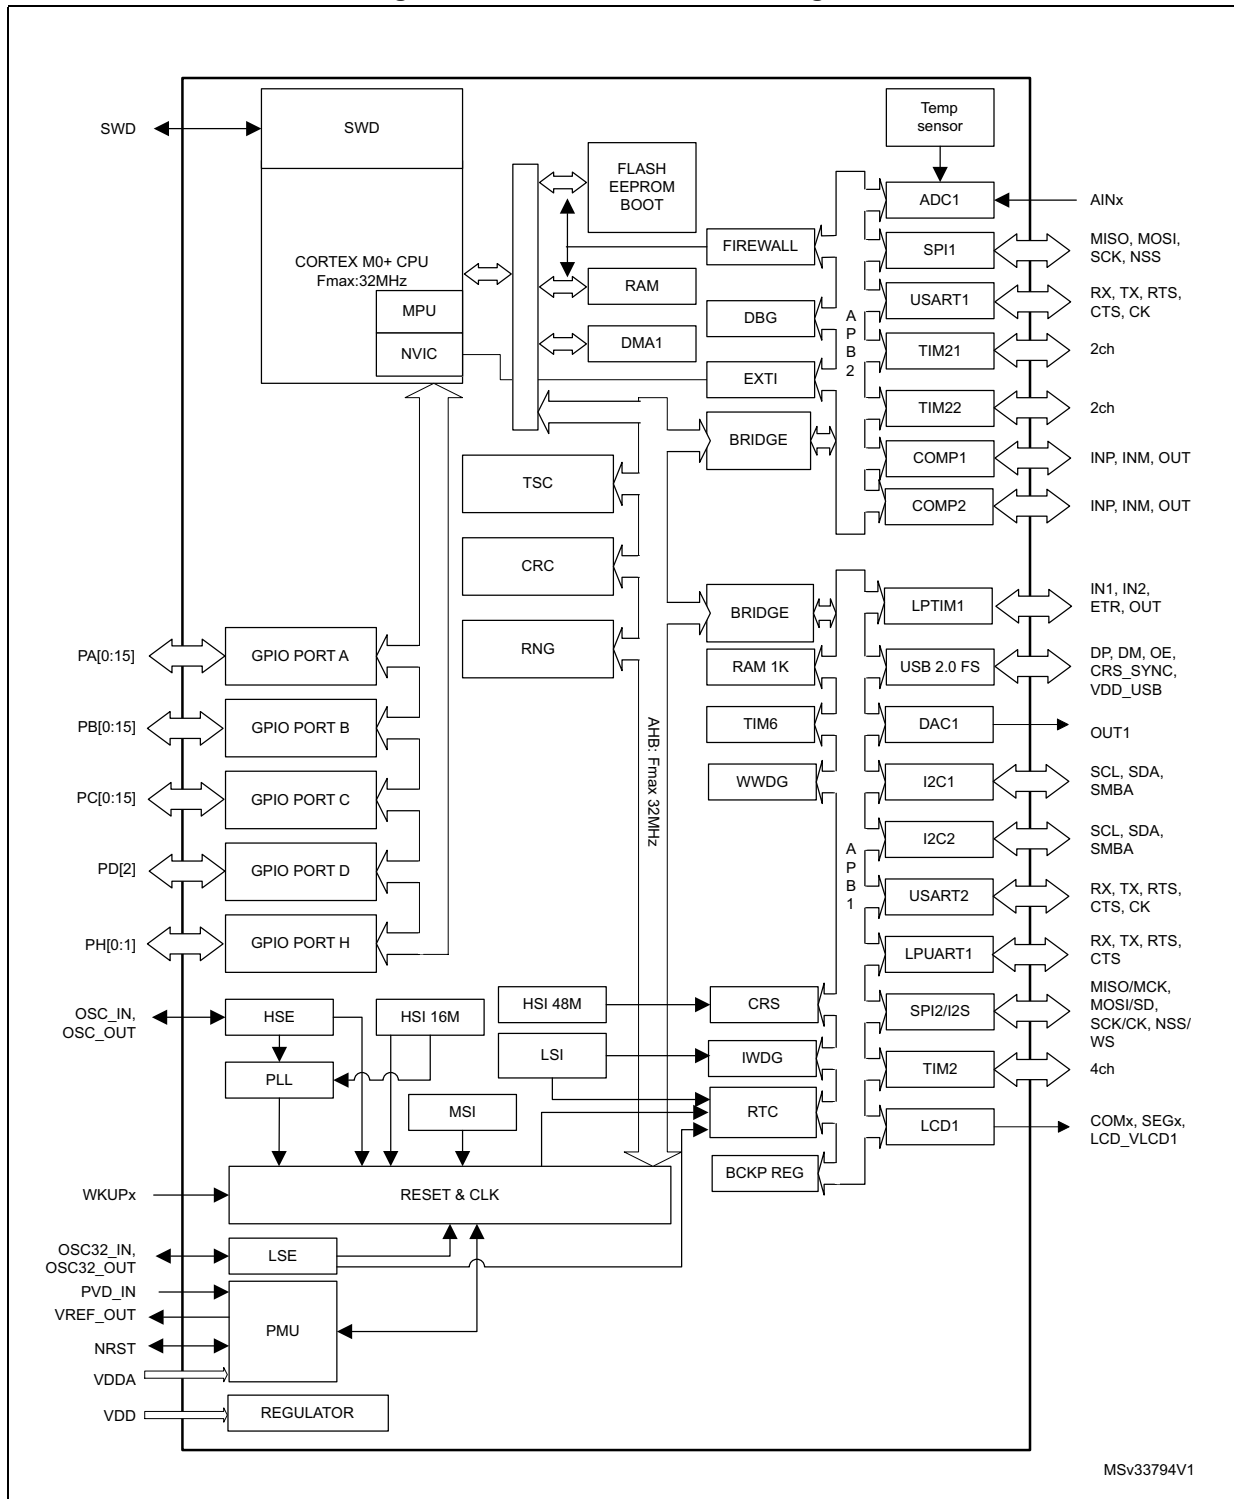 SWD
SWD
CORTEX M0+ CPU
Fmax:32MHz
MPU
NVIC
FLASH
EEPROM
BOOT
RAM
DMA1
FIREWALL
DBG
EXTI
BRIDGE
A
P
B
2
Temp
sensor
ADC1
AINx
SPI1
MISO, MOSI,
SCK, NSS
USART1
RX, TX, RTS,
CTS, CK
TIM21
2ch
TIM22
2ch
COMP1
INP, INM, OUT
COMP2
INP, INM, OUT
TSC
CRC
RNG
AHB: Fmax 32MHz
PA[0:15]
GPIO PORT A
PB[0:15]
GPIO PORT B
PC[0:15]
GPIO PORT C
PD[2]
GPIO PORT D
PH[0:1]
GPIO PORT H
BRIDGE
RAM 1K
TIM6
WWDG
A
P
B
1
LPTIM1
IN1, IN2,
ETR, OUT
USB 2.0 FS
DP, DM, OE,
CRS_SYNC,
VDD_USB
DAC1
OUT1
I2C1
SCL, SDA,
SMBA
I2C2
SCL, SDA,
SMBA
USART2
RX, TX, RTS,
CTS, CK
LPUART1
RX, TX, RTS,
CTS
SPI2/I2S
MISO/MCK,
MOSI/SD,
SCK/CK, NSS/
WS
TIM2
4ch
LCD1
COMx, SEGx,
LCD_VLCD1
OSC_IN,
OSC_OUT
HSE
HSI 16M
HSI 48M
CRS
PLL
LSI
IWDG
MSI
RTC
BCKP REG
WKUPx
RESET & CLK
OSC32_IN,
OSC32_OUT
LSE
PVD_IN
VREF_OUT
NRST
VDDA
PMU
VDD
REGULATOR
MSv33794V1